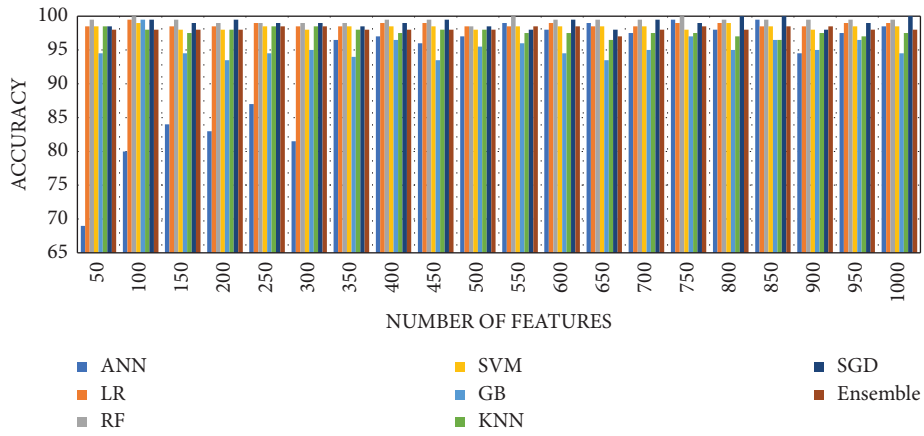 100
95
90
85
80
75
70
65
ACCURACY
50 100 150 200 250 300 350 400 450 500 550 600 650 700 750 800 850 900 950 1000
NUMBER OF FEATURES
ANN SVM SGD
LR GB Ensemble
RF KNN